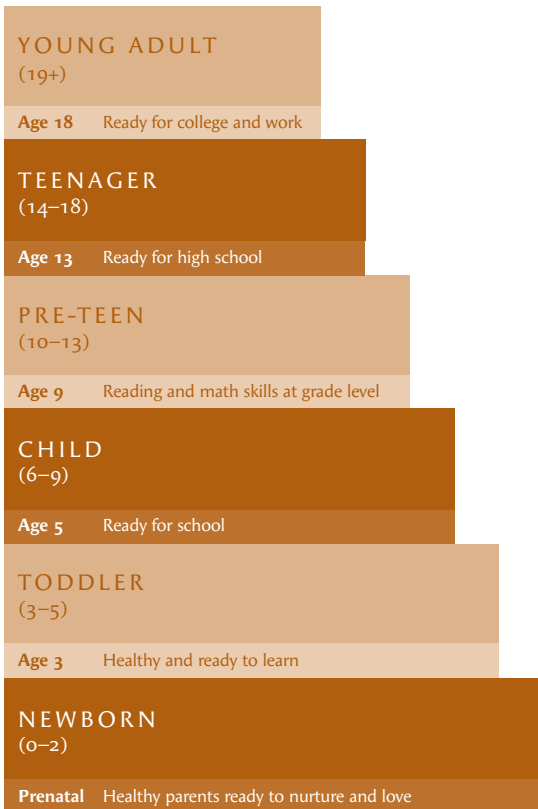 YOUNG ADULT
(19+)
Age 18 Ready for college and work
TEENAGER
(14–18)
Age 13 Ready for high school
PRE-TEEN
(10–13)
Age 9 Reading and math skills at grade level
CHILD
(6–9)
Age 5 Ready for school
TODDLER
(3–5)
Age 3 Healthy and ready to learn
NEWBORN
(0–2)
Prenatal Healthy parents ready to nurture and love